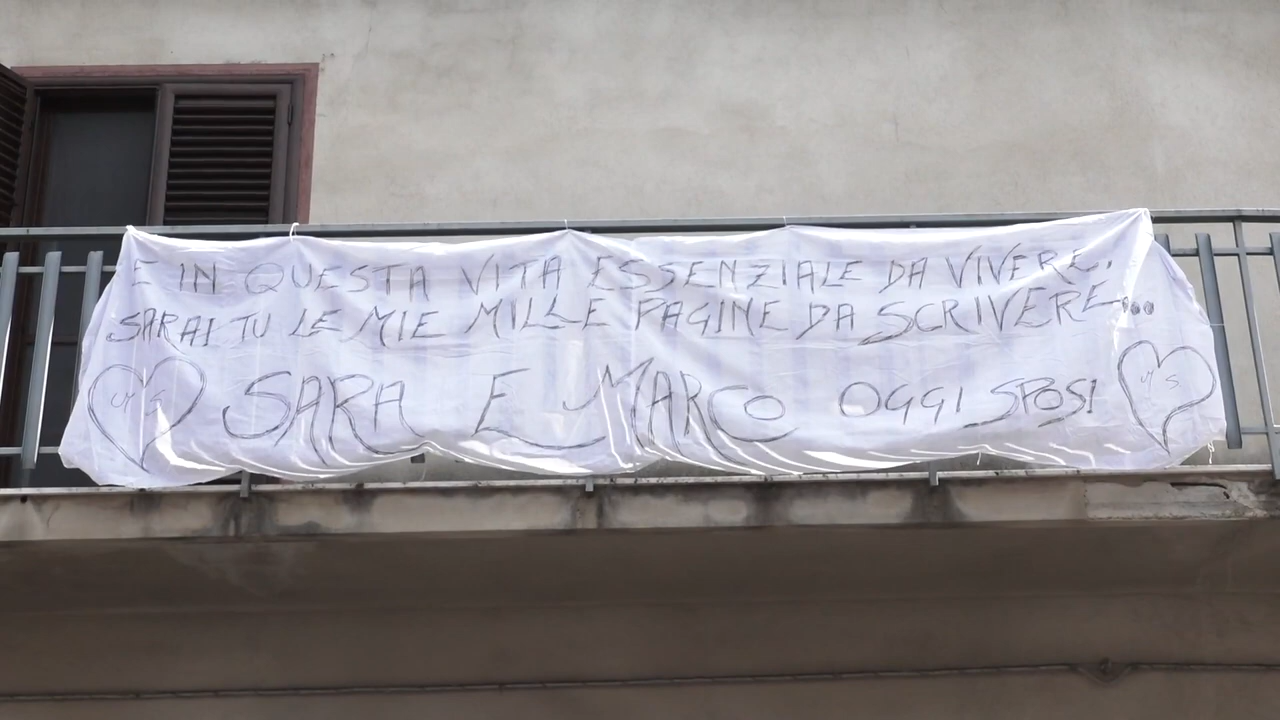 E IN QUESTA VITA ESSENZIALE DA VIVERE.
SARAI TU LE MIE MILLE PAGINE DA SCRIVERE...
SARA E MARCO OGGI SPOSI
M S
M S